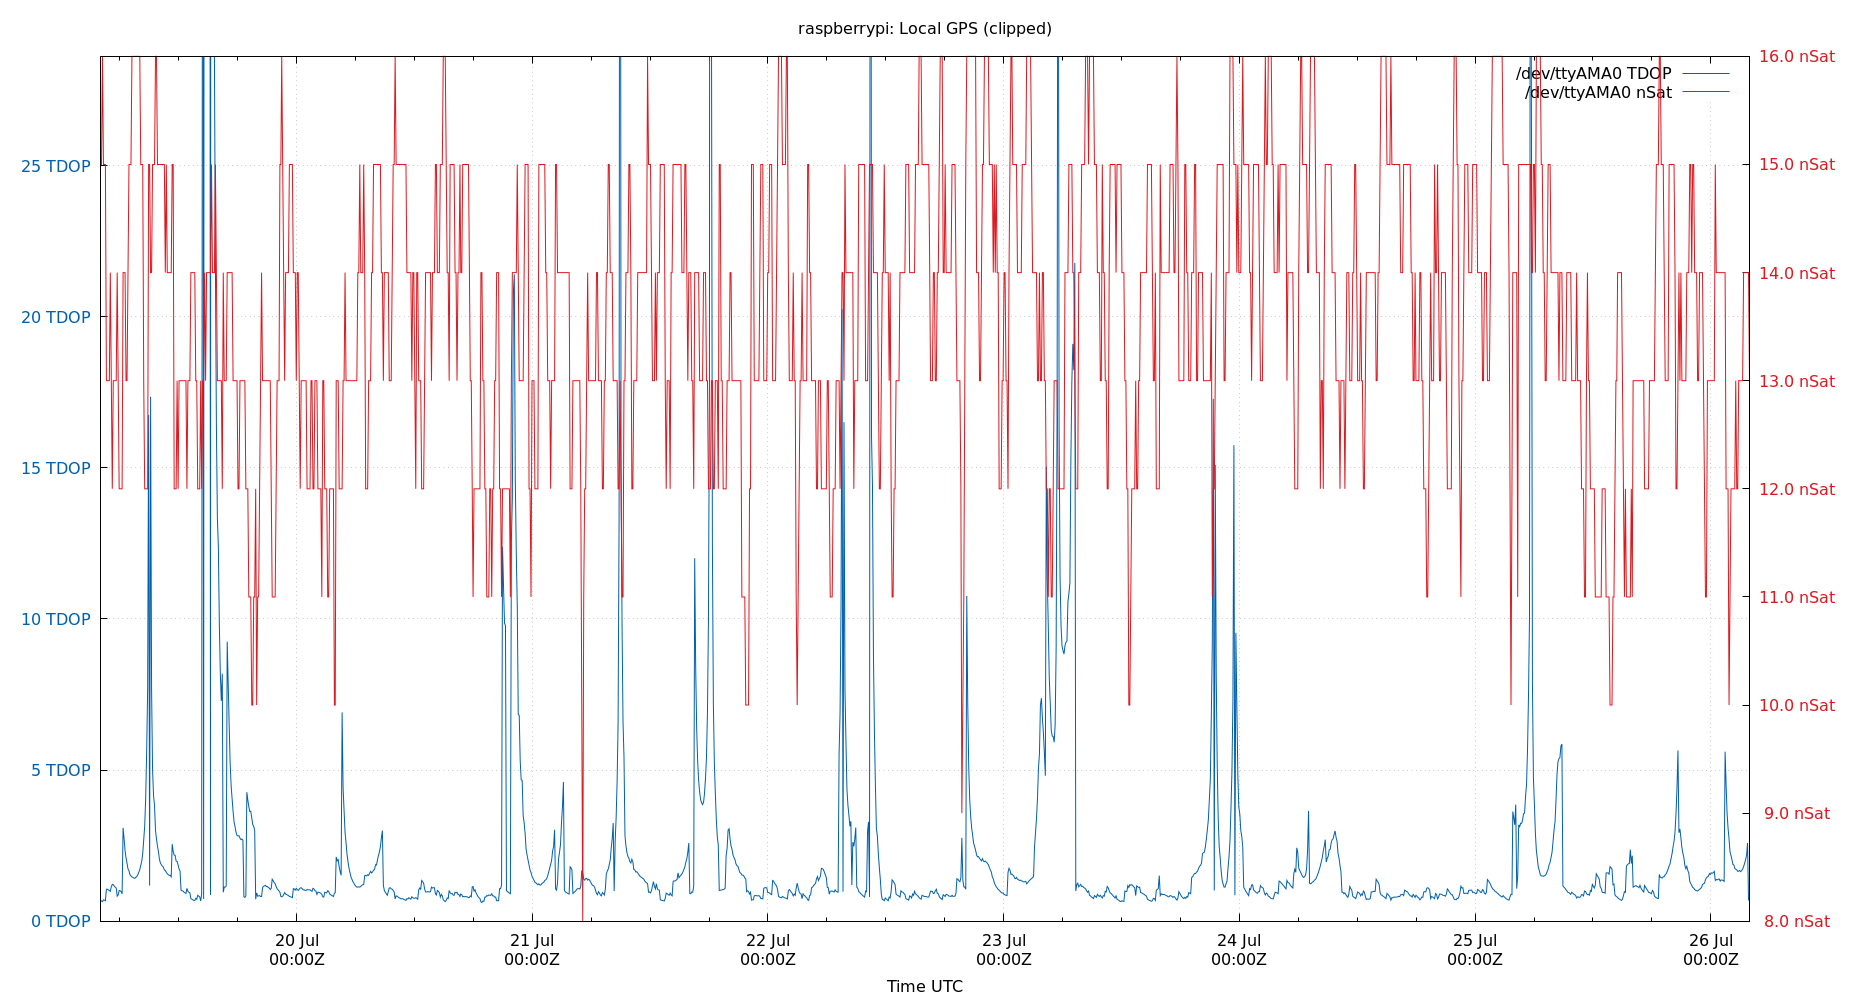 raspberrypi: Local GPS (clipped)
/dev/ttyAMA0 TDOP
/dev/ttyAMA0 nSat
25 TDOP
20 TDOP
15 TDOP
10 TDOP
5 TDOP
0 TDOP
16.0 nSat
15.0 nSat
14.0 nSat
13.0 nSat
12.0 nSat
11.0 nSat
10.0 nSat
9.0 nSat
8.0 nSat
20 Jul
00:00Z
21 Jul
00:00Z
22 Jul
00:00Z
23 Jul
00:00Z
24 Jul
00:00Z
25 Jul
00:00Z
26 Jul
00:00Z
Time UTC